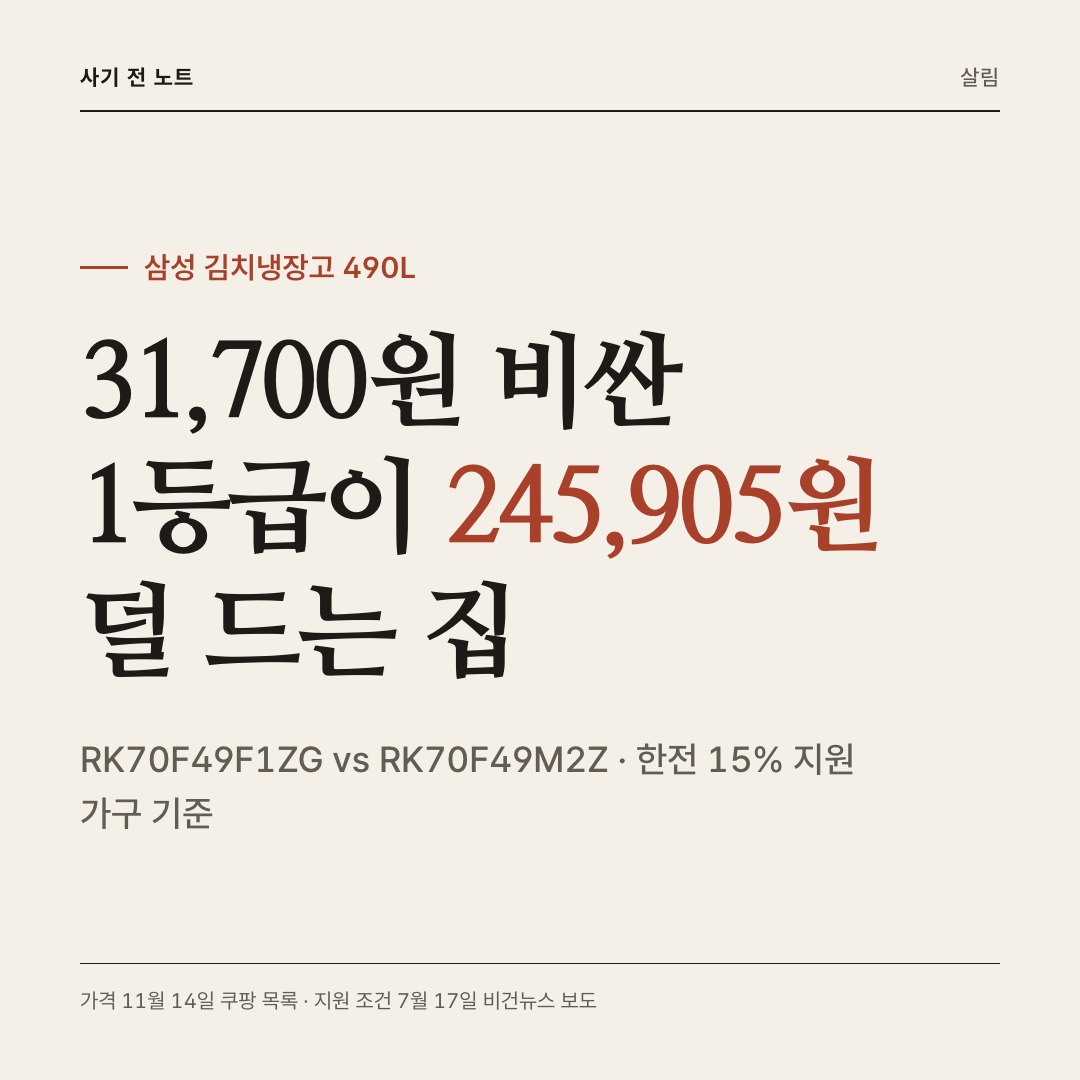 사기 전 노트
살림
삼성 김치냉장고 490L
31,700원 비싼
1등급이 245,905원
덜 드는 집
RK70F49F1ZG vs RK70F49M2Z · 한전 15% 지원
가구 기준
가격 11월 14일 쿠팡 목록 · 지원 조건 7월 17일 비건뉴스 보도